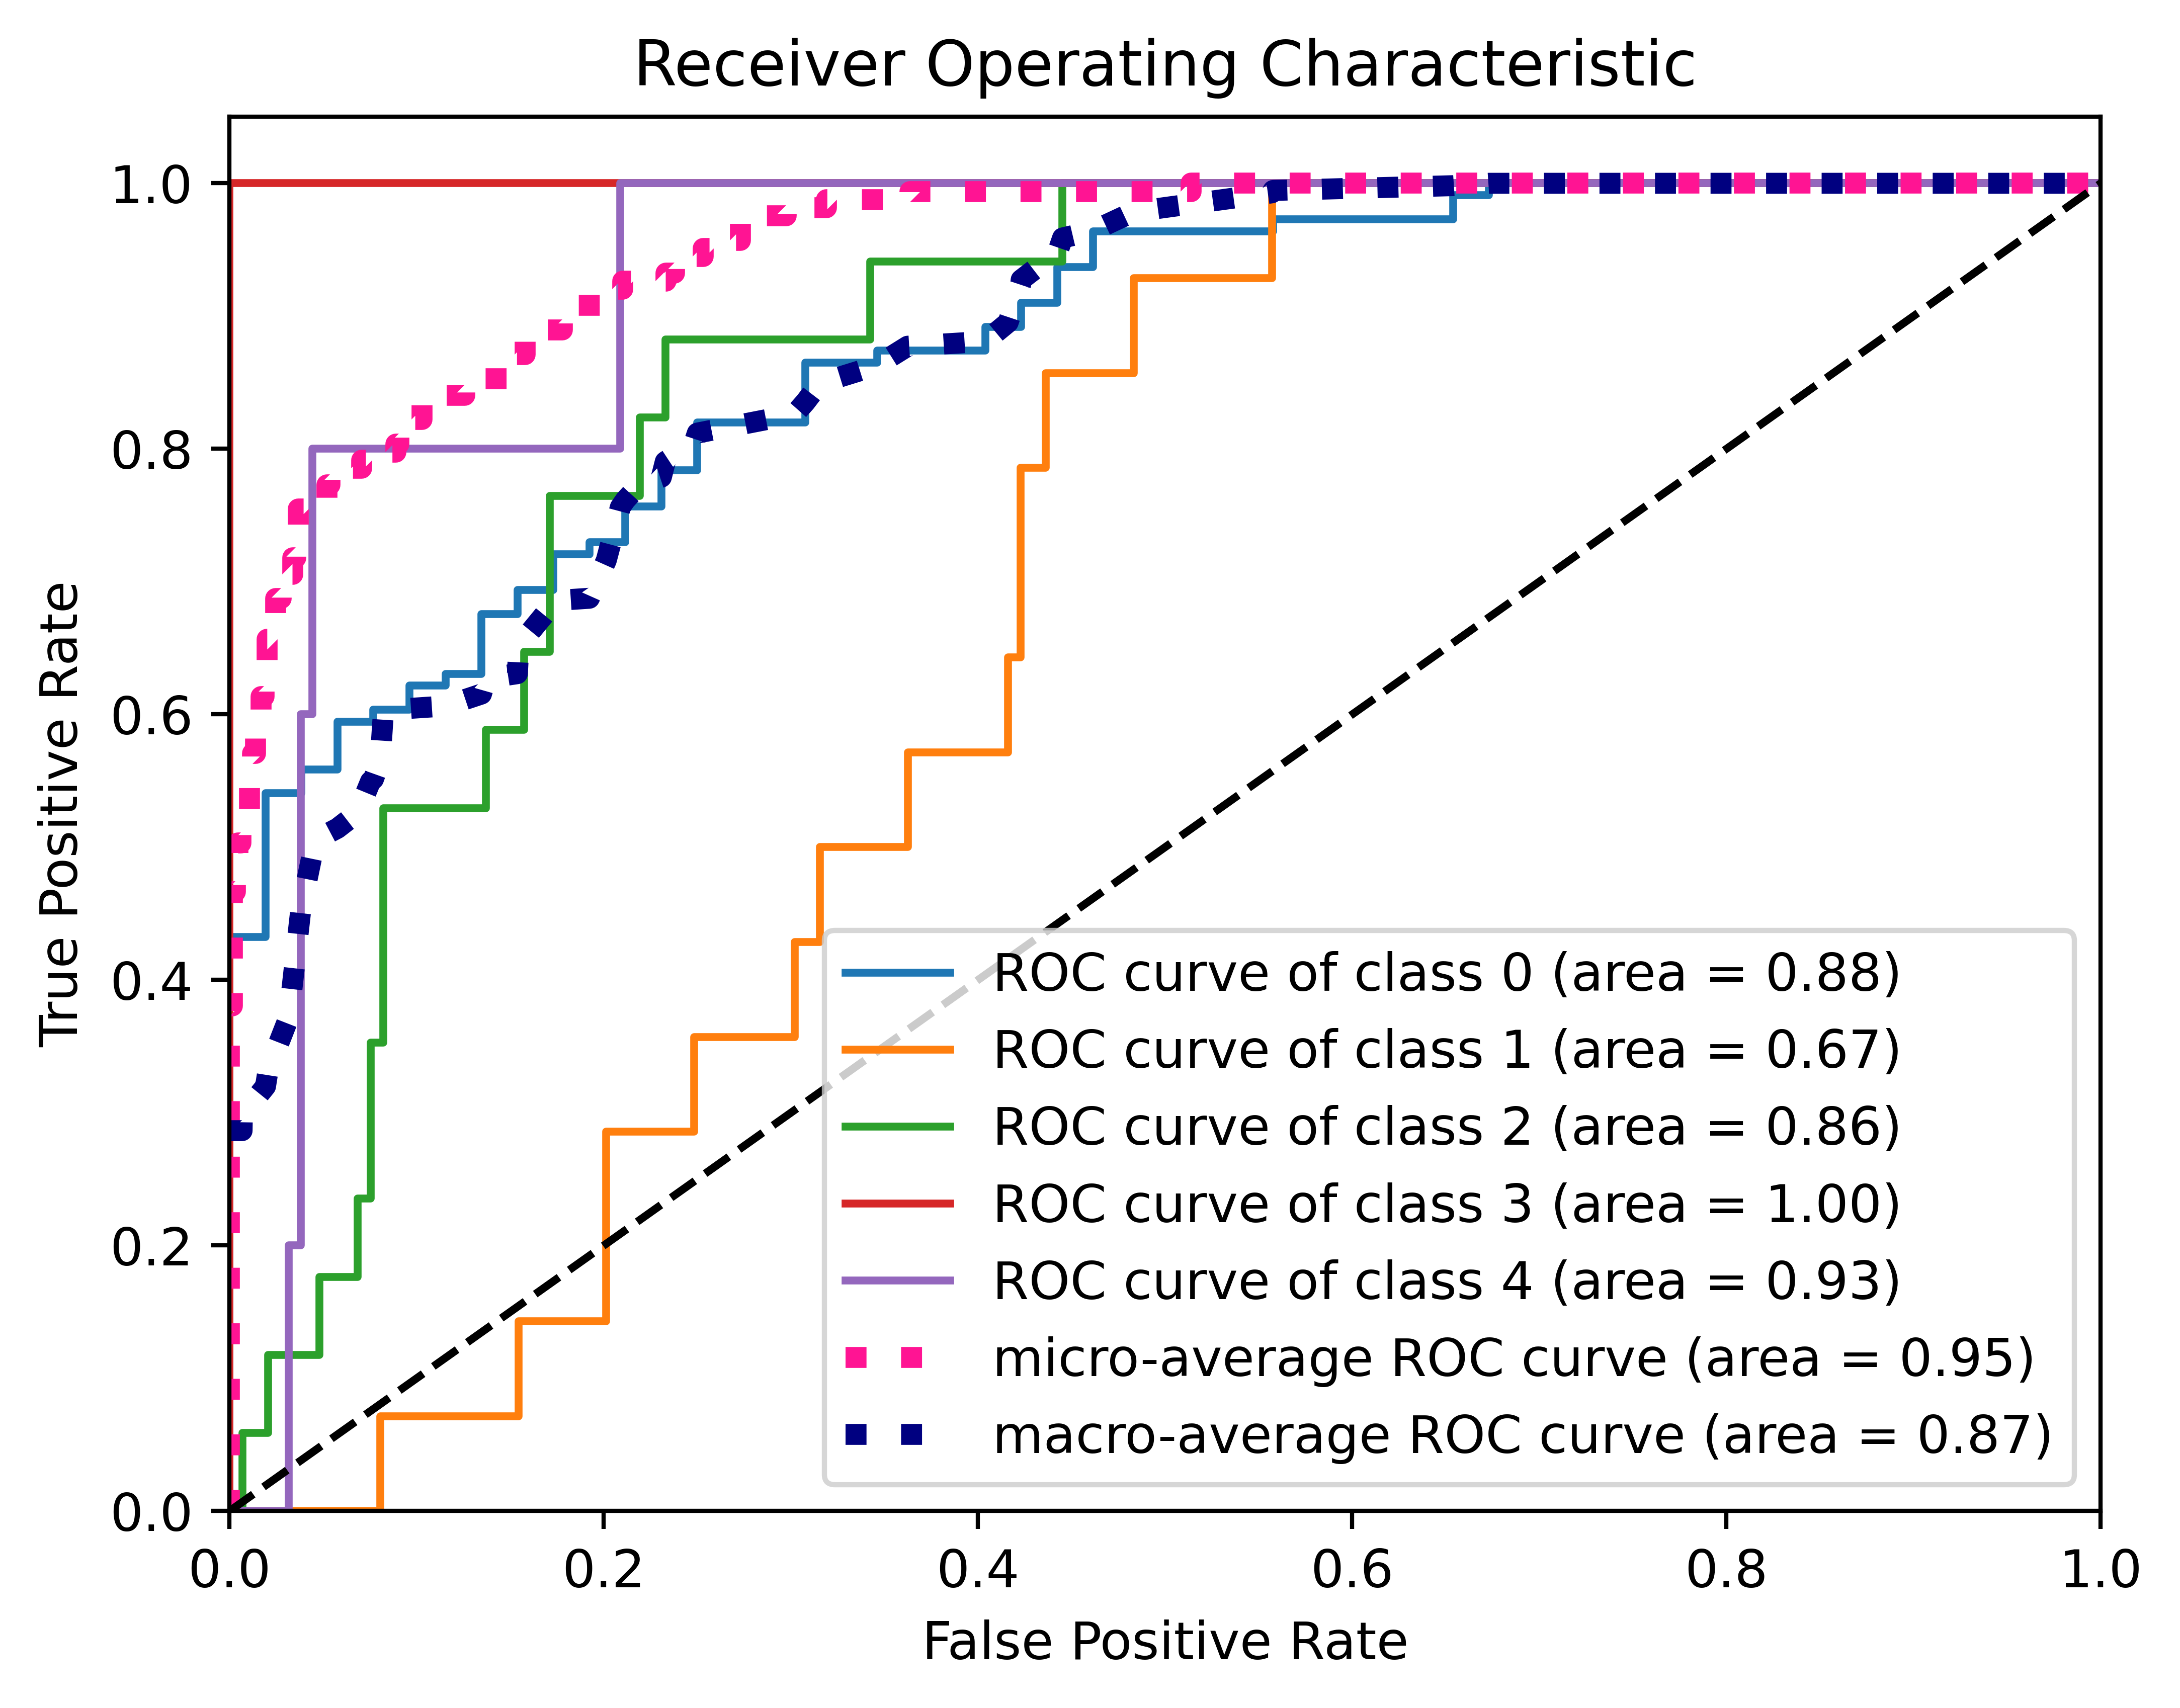 Receiver Operating Characteristic
1.0
0.8
0.6
0.4
0.2
0.0
True Positive Rate
ROC curve of class 0 (area = 0.88)
ROC curve of class 1 (area = 0.67)
ROC curve of class 2 (area = 0.86)
ROC curve of class 3 (area = 1.00)
ROC curve of class 4 (area = 0.93)
micro-average ROC curve (area = 0.95)
macro-average ROC curve (area = 0.87)
0.0 0.2 0.4 0.6 0.8 1.0
False Positive Rate